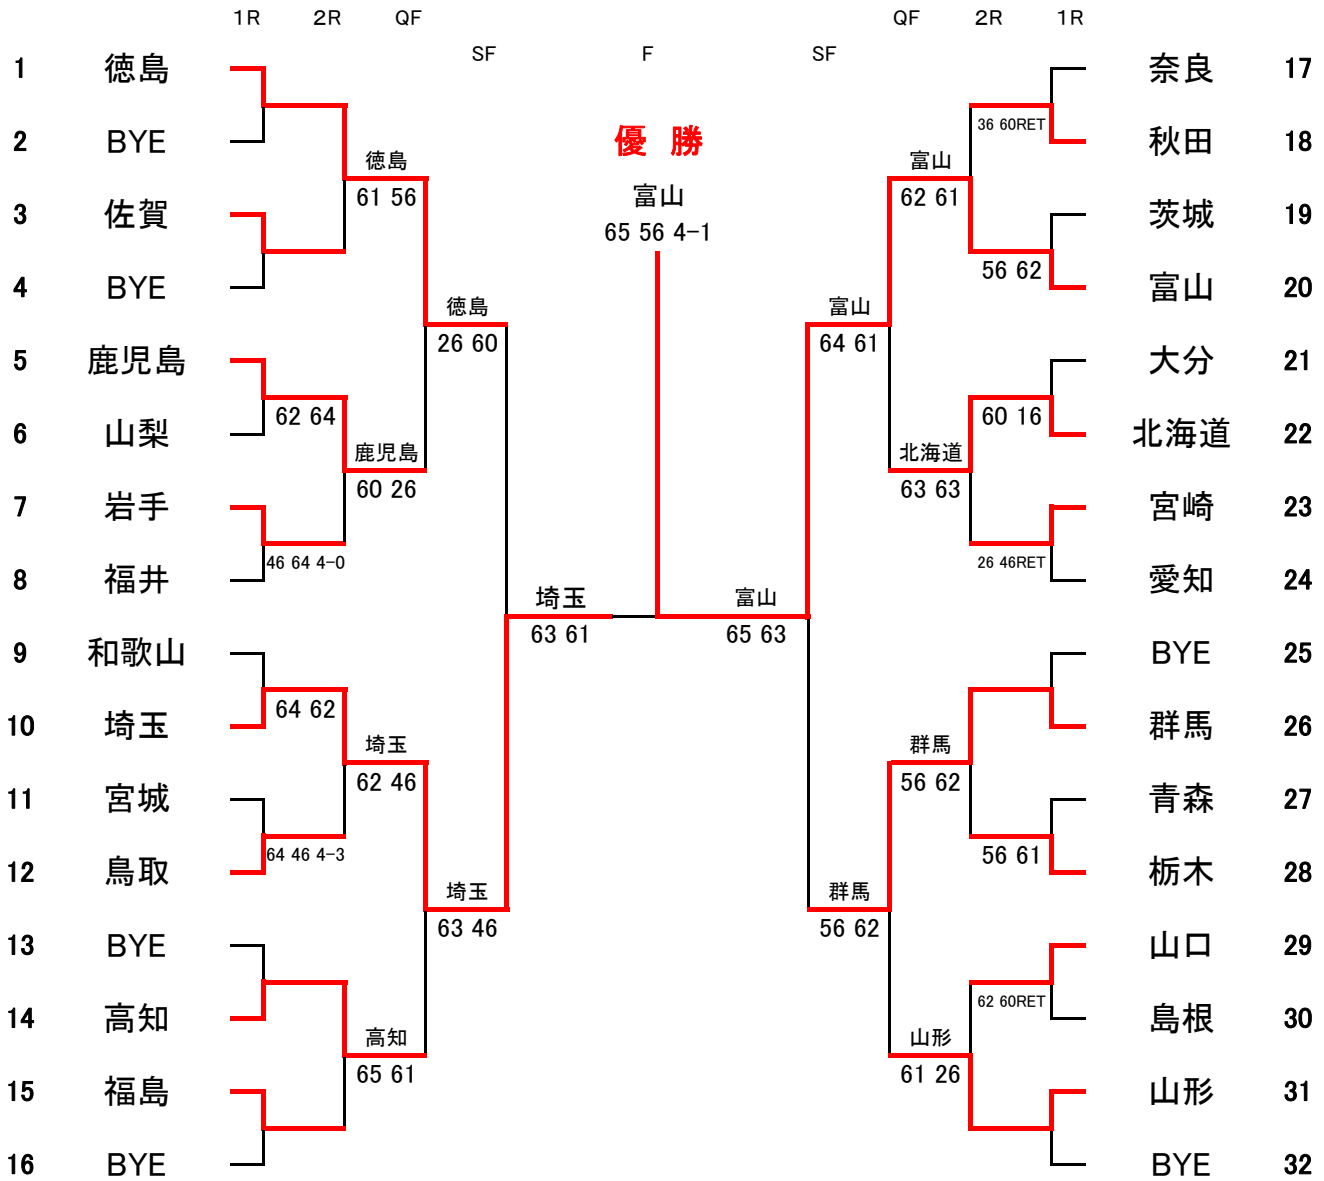 1R 2R QF QF 2R 1R
SF F SF
1 徳島 奈良 17
36 60RET
2 BYE 優 勝 秋田 18
徳島 富山
61 56 富山 62 61
3 佐賀 茨城 19
65 56 4-1
56 62
4 BYE 富山 20
徳島 富山
26 60 64 61
5 鹿児島 大分 21
62 64 60 16
6 山梨 北海道 22
鹿児島 北海道
60 26 63 63
7 岩手 宮崎 23
46 64 4-0 26 46RET
8 福井 愛知 24
埼玉 富山
63 61 65 63
9 和歌山 BYE 25
64 62
10 埼玉 群馬 26
埼玉 群馬
62 46 56 62
11 宮城 青森 27
64 46 4-3 56 61
12 鳥取 栃木 28
埼玉 群馬
63 46 56 62
13 BYE 山口 29
62 60RET
14 高知 島根 30
高知 山形
65 61 61 26
15 福島 山形 31
16 BYE BYE 32